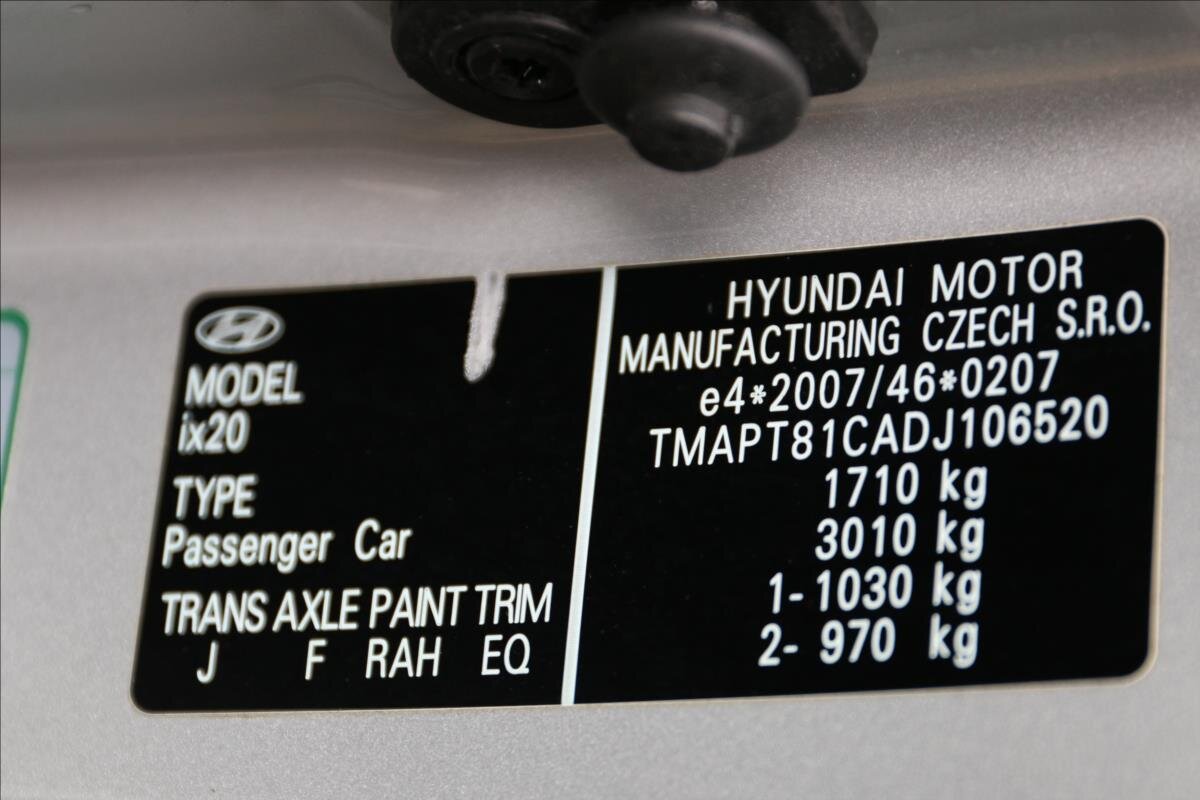 MODEL
ix20
TYPE
Passenger Car
TRANS AXLE PAINT TRIM
J F RAH EQ
HYUNDAI MOTOR
MANUFACTURING CZECH S.R.O.
e4*2007/46*0207
TMAPT81CADJ106520
1710 kg
3010 kg
1- 1030 kg
2- 970 kg